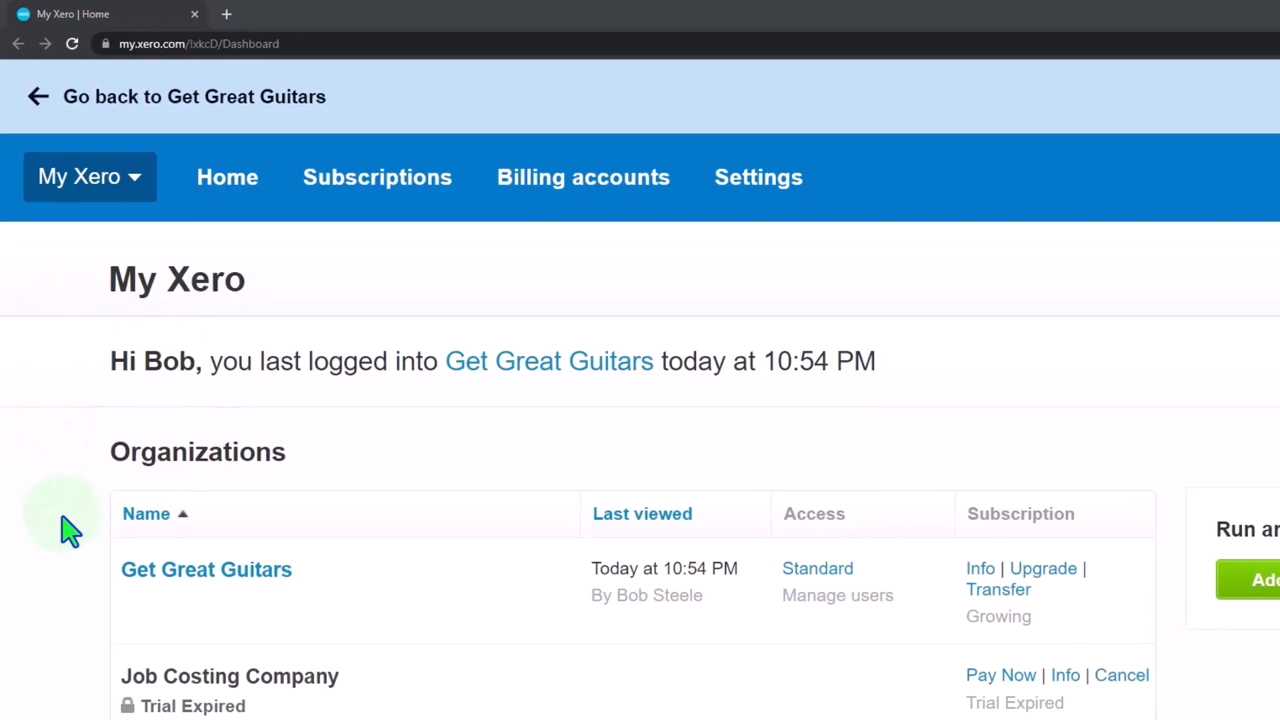 My Xero | Home
my.xero.com/!xkcD/Dashboard
Go back to Get Great Guitars
My Xero Home Subscriptions Billing accounts Settings
My Xero
Hi Bob, you last logged into Get Great Guitars today at 10:54 PM
Organizations
Name Last viewed Access Subscription
Run an
Get Great Guitars Today at 10:54 PM Standard Info | Upgrade |
Add
By Bob Steele Manage users Transfer
Growing
Job Costing Company Pay Now | Info | Cancel
Trial Expired Trial Expired